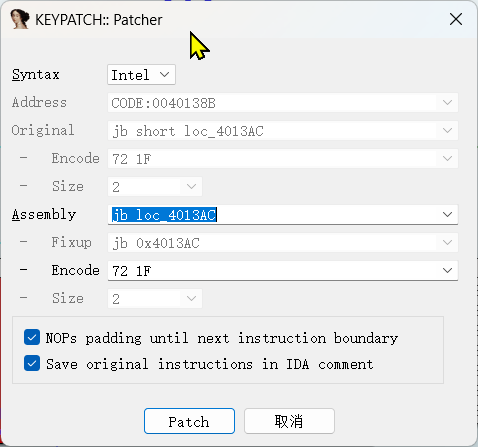 KEYPATCH:: Patcher
Syntax Intel
Address CODE:0040138B
Original jb short loc_4013AC
- Encode 72 1F
- Size 2
Assembly jb loc_4013AC
- Fixup jb 0x4013AC
- Encode 72 1F
- Size 2
NOPs padding until next instruction boundary
Save original instructions in IDA comment
Patch 取消